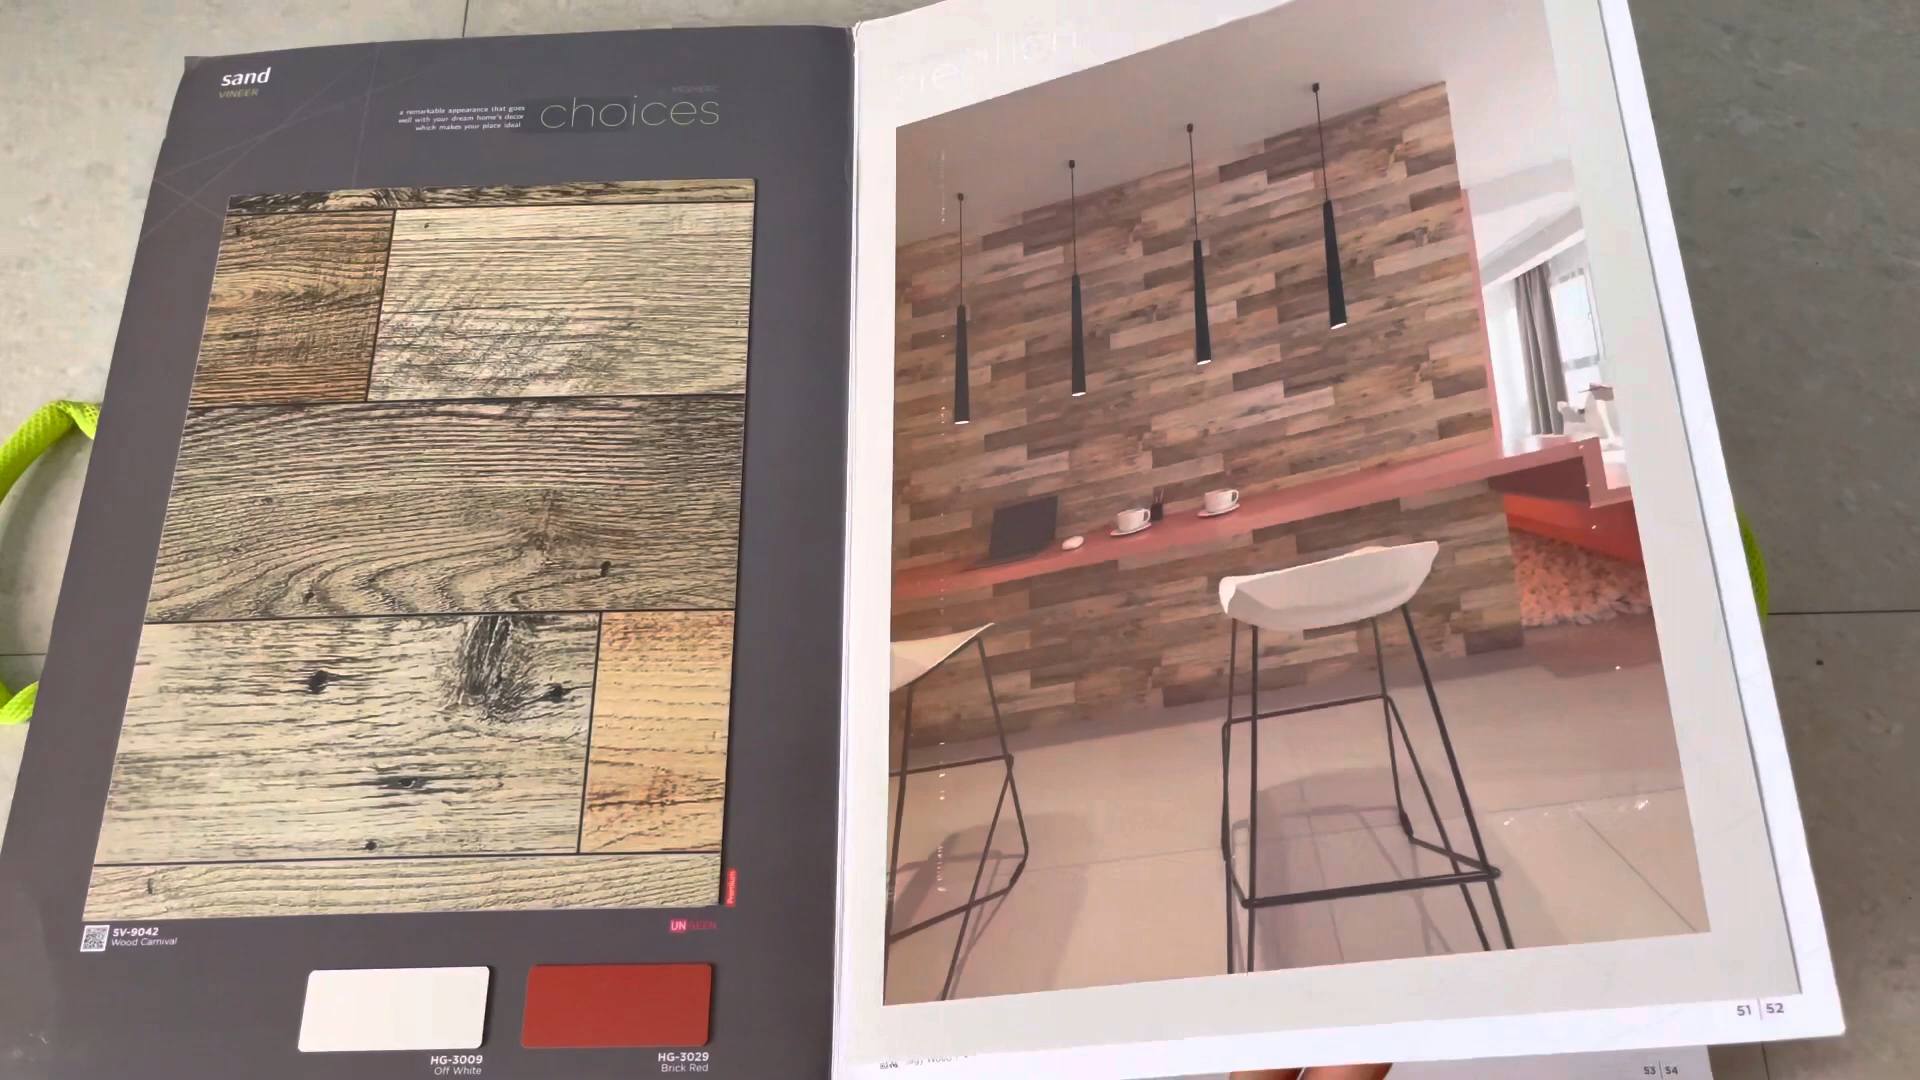 sand
VINEER
a remarkable appearance that goes
well with your dream home's decor
which makes your place ideal
choices
Premium
SV-9042
Wood Carnival
UNSEEN
HG-3009
Off White
HG-3029
Brick Red
51 | 52
53 | 54